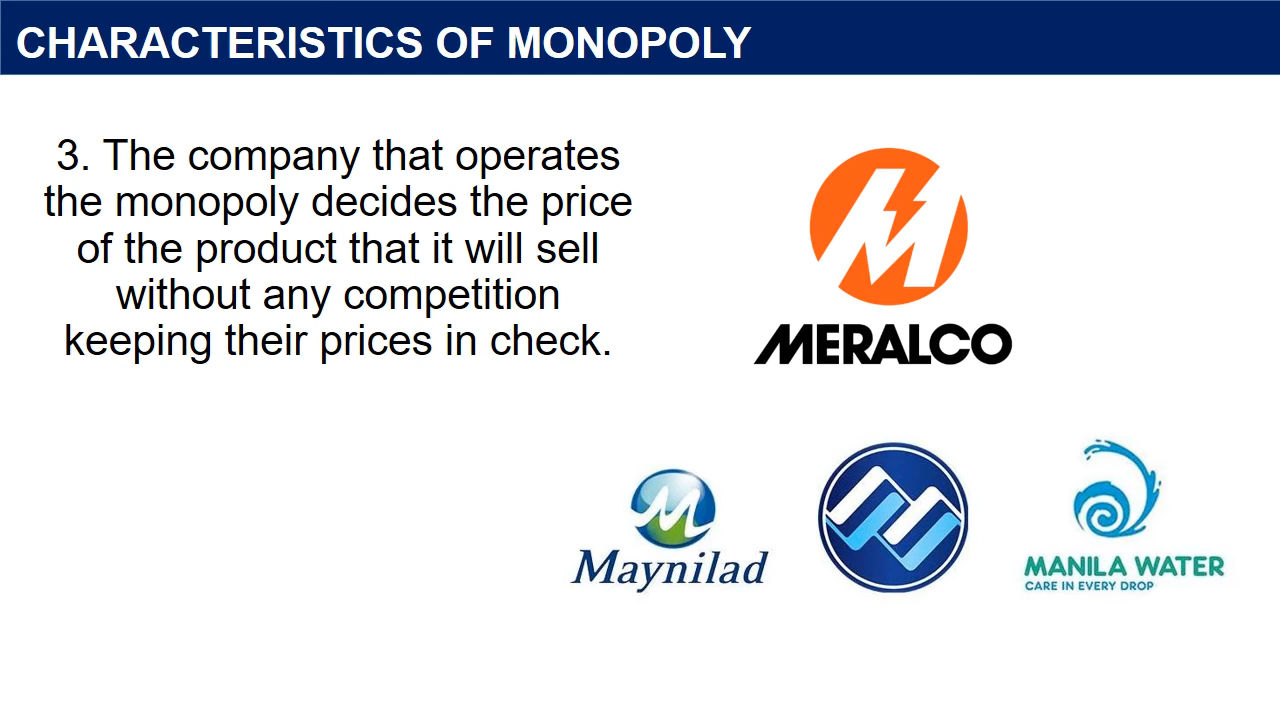 CHARACTERISTICS OF MONOPOLY
3. The company that operates
the monopoly decides the price
of the product that it will sell
without any competition
keeping their prices in check.
MERALCO
Maynilad
MANILA WATER
CARE IN EVERY DROP